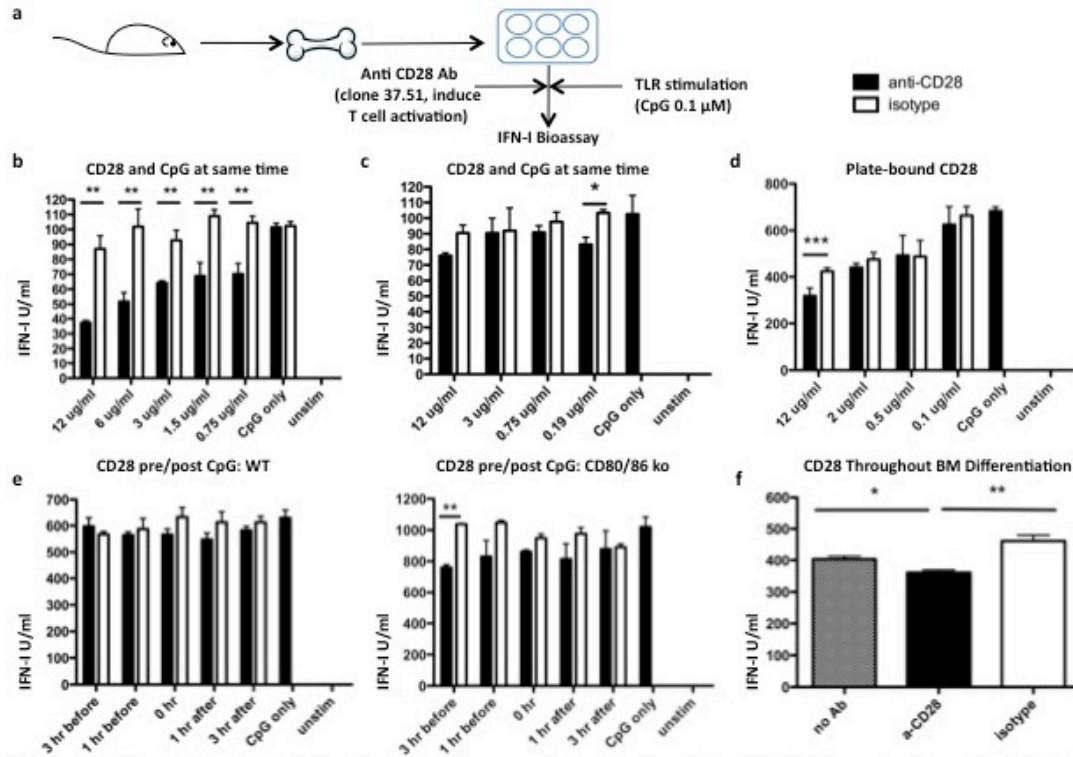 a
Anti CD28 Ab
(clone 37.51, induce
T cell activation)
TLR stimulation
(CpG 0.1 μM)
IFN-I Bioassay
anti-CD28
isotype
b
CD28 and CpG at same time
** ** ** ** **
120
110
100
90
80
70
60
50
40
30
20
10
0
IFN-I U/ml
12 ug/ml
6 ug/ml
3 ug/ml
1.5 ug/ml
0.75 ug/ml
CpG only
unstim
c
CD28 and CpG at same time
*
120
110
100
90
80
70
60
50
40
30
20
10
0
IFN-I U/ml
12 ug/ml
3 ug/ml
0.75 ug/ml
0.19 ug/ml
CpG only
unstim
d
Plate-bound CD28
***
800
600
400
200
0
IFN-I U/ml
12 ug/ml
2 ug/ml
0.5 ug/ml
0.1 ug/ml
CpG only
unstim
e
CD28 pre/post CpG: WT
700
600
500
400
300
200
100
0
IFN-I U/ml
3 hr before
1 hr before
0 hr
1 hr after
3 hr after
CpG only
unstim
CD28 pre/post CpG: CD80/86 ko
**
1200
1000
800
600
400
200
0
IFN-I U/ml
3 hr before
1 hr before
0 hr
1 hr after
3 hr after
CpG only
unstim
f
CD28 Throughout BM Differentiation
* **
600
500
400
300
200
100
0
IFN-I U/ml
no Ab
a-CD28
isotype